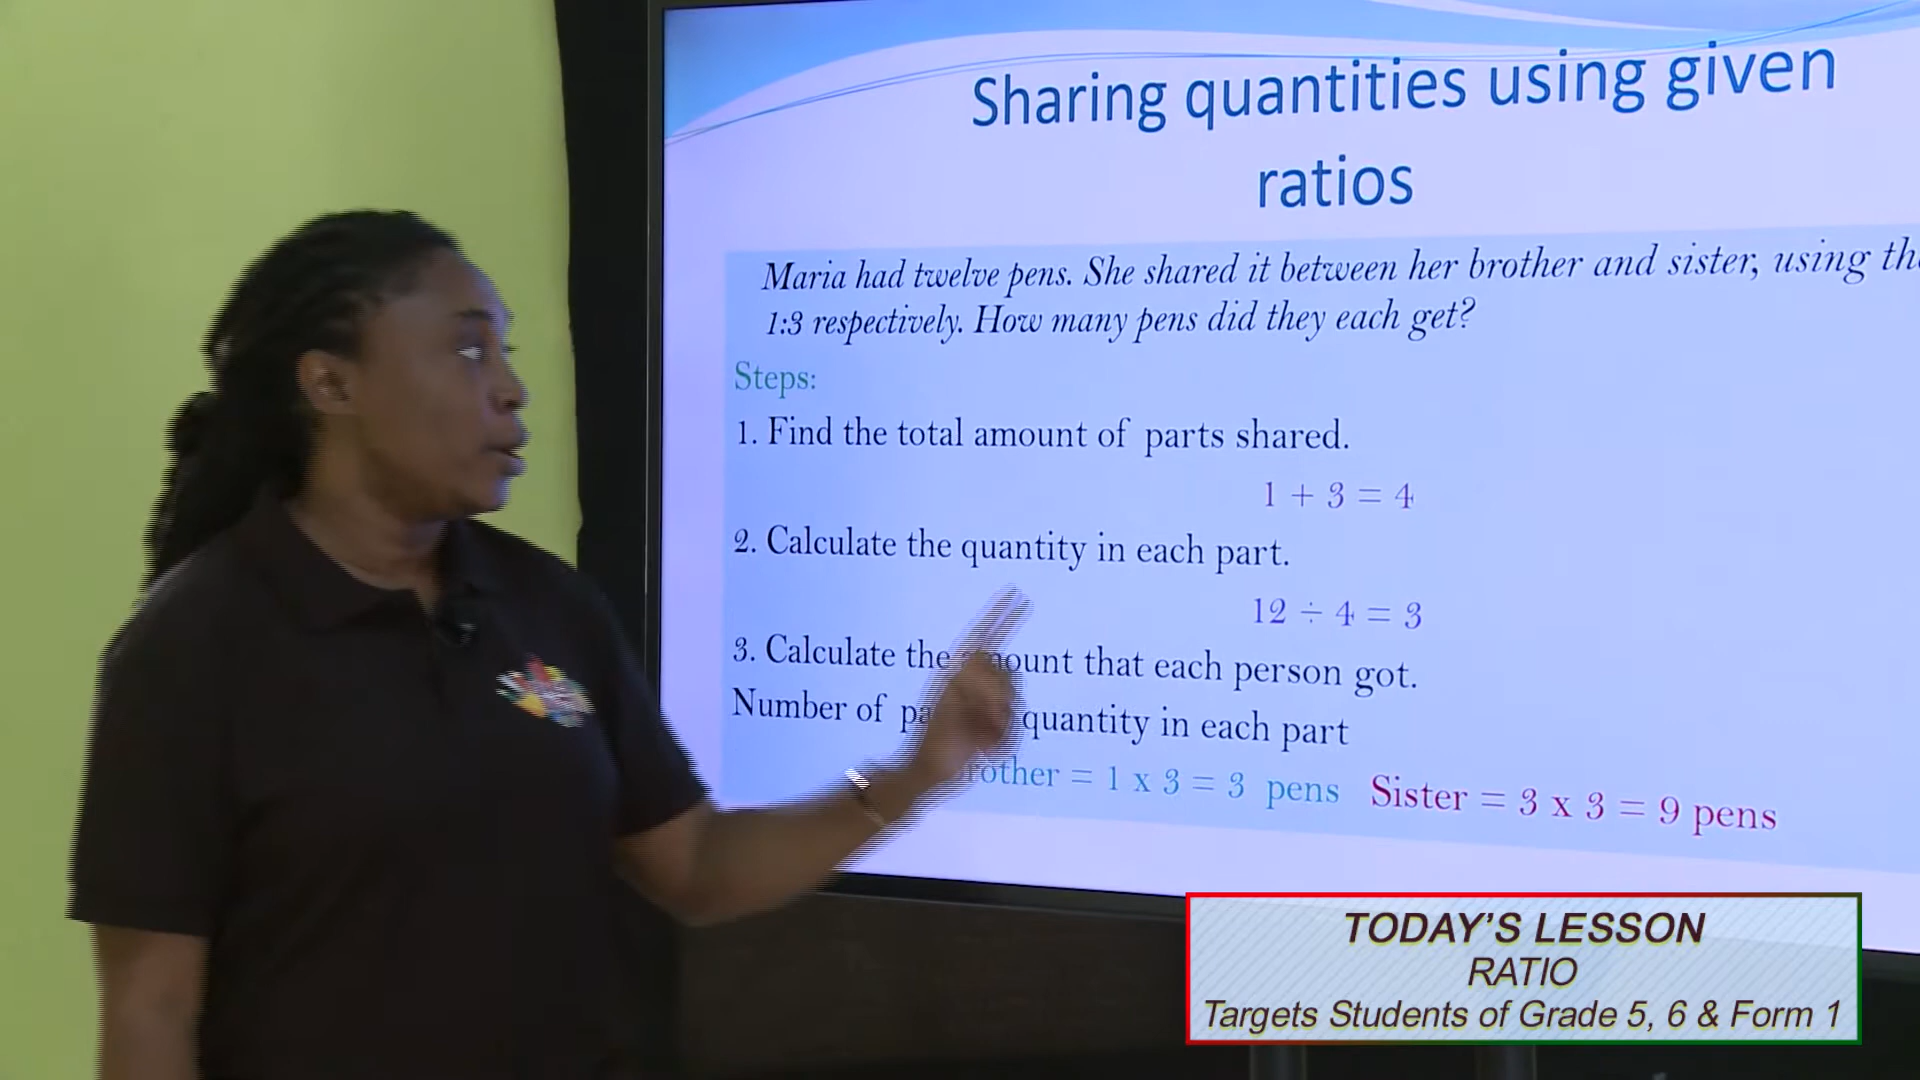 Sharing quantities using given
ratios
Maria had twelve pens. She shared it between her brother and sister, using
1:3 respectively. How many pens did they each get?
Steps:
1. Find the total amount of parts shared.
1 + 3 = 4
2. Calculate the quantity in each part.
12 ÷ 4 = 3
3. Calculate the amount that each person got.
Number of quantity in each part
= 1 x 3 = 3 pens Sister = 3 x 3 = 9 pens
TODAY'S LESSON
RATIO
Targets Students of Grade 5, 6 & Form 1